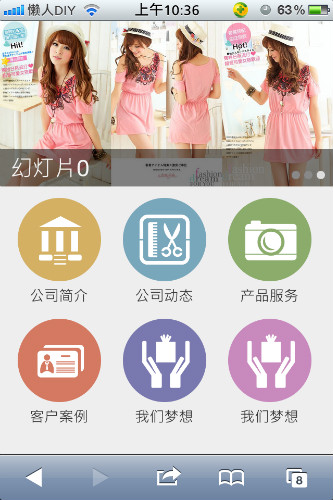 懒人DIY 上午10:36 63%
Hot!
Hot!
fashion
幻灯片0
公司简介 公司动态 产品服务
客户案例 我们梦想 我们梦想
8